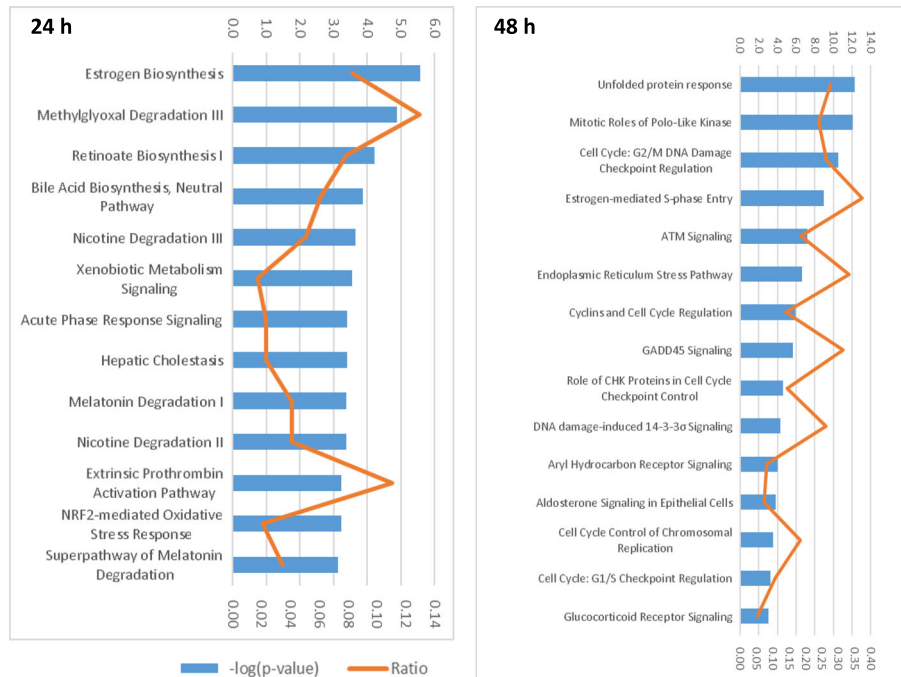 24 h
0.0 1.0 2.0 3.0 4.0 5.0 6.0
Estrogen Biosynthesis
Methylglyoxal Degradation III
Retinoate Biosynthesis I
Bile Acid Biosynthesis, Neutral
Pathway
Nicotine Degradation III
Xenobiotic Metabolism
Signaling
Acute Phase Response Signaling
Hepatic Cholestasis
Melatonin Degradation I
Nicotine Degradation II
Extrinsic Prothrombin
Activation Pathway
NRF2-mediated Oxidative
Stress Response
Superpathway of Melatonin
Degradation
0.00 0.02 0.04 0.06 0.08 0.10 0.12 0.14
48 h
0.0 2.0 4.0 6.0 8.0 10.0 12.0 14.0
Unfolded protein response
Mitotic Roles of Polo-Like Kinase
Cell Cycle: G2/M DNA Damage
Checkpoint Regulation
Estrogen-mediated S-phase Entry
ATM Signaling
Endoplasmic Reticulum Stress Pathway
Cyclins and Cell Cycle Regulation
GADD45 Signaling
Role of CHK Proteins in Cell Cycle
Checkpoint Control
DNA damage-induced 14-3-3σ Signaling
Aryl Hydrocarbon Receptor Signaling
Aldosterone Signaling in Epithelial Cells
Cell Cycle Control of Chromosomal
Replication
Cell Cycle: G1/S Checkpoint Regulation
Glucocorticoid Receptor Signaling
0.00 0.05 0.10 0.15 0.20 0.25 0.30 0.35 0.40
-log(p-value) Ratio